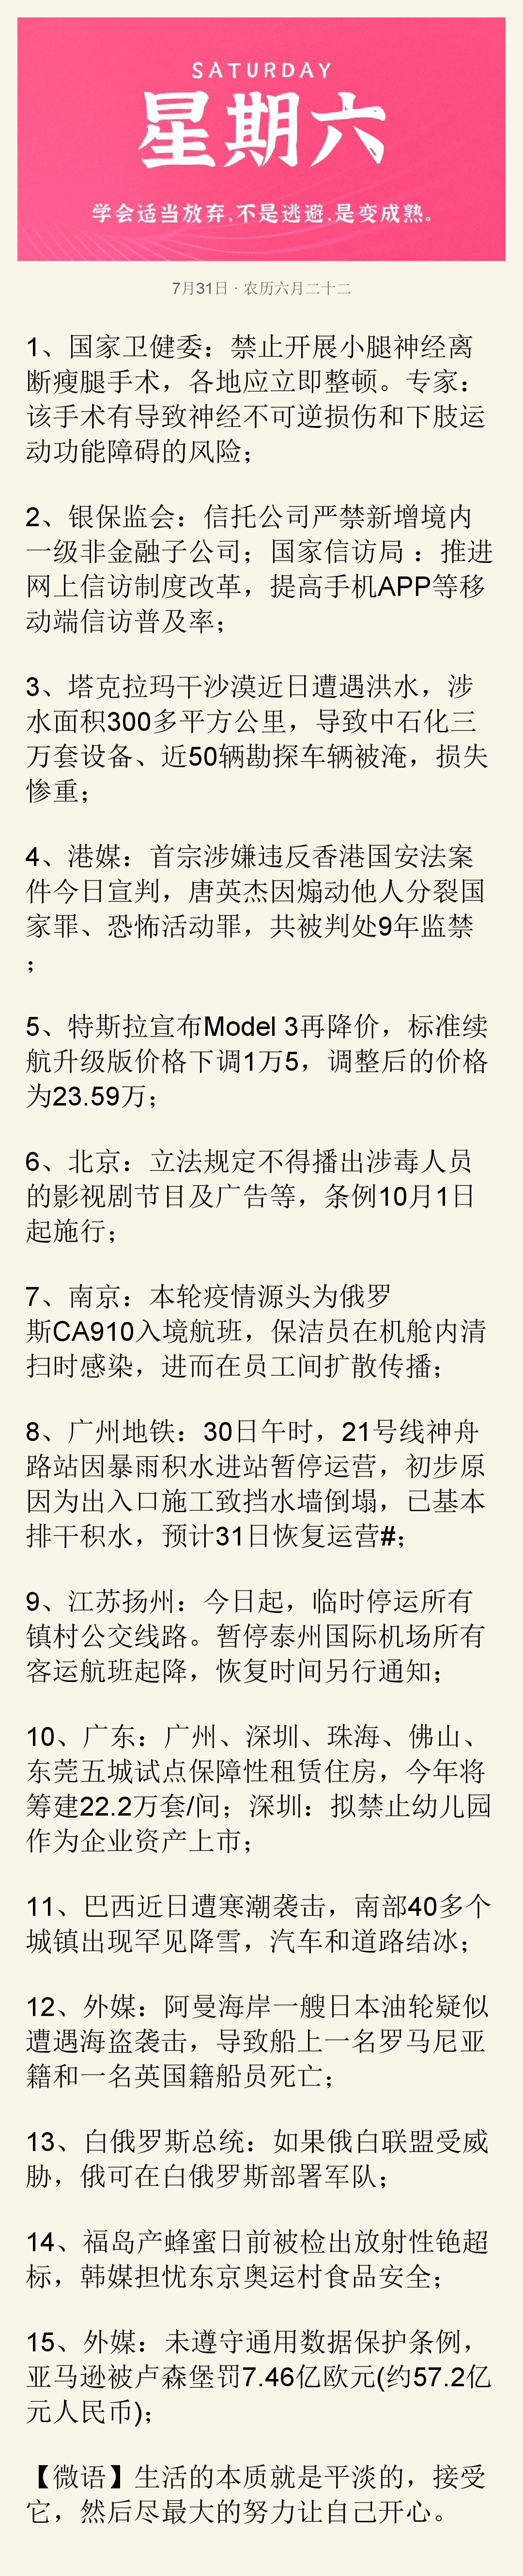 SATURDAY
星期六
学会适当放弃,不是逃避,是变成熟。
7月31日 · 农历六月二十二
1、国家卫健委：禁止开展小腿神经离
断瘦腿手术，各地应立即整顿。专家：
该手术有导致神经不可逆损伤和下肢运
动功能障碍的风险；
2、银保监会：信托公司严禁新增境内
一级非金融子公司；国家信访局 ：推进
网上信访制度改革，提高手机APP等移
动端信访普及率；
3、塔克拉玛干沙漠近日遭遇洪水，涉
水面积300多平方公里，导致中石化三
万套设备、近50辆勘探车辆被淹，损失
惨重；
4、港媒：首宗涉嫌违反香港国安法案
件今日宣判，唐英杰因煽动他人分裂国
家罪、恐怖活动罪，共被判处9年监禁
；
5、特斯拉宣布Model 3再降价，标准续
航升级版价格下调1万5，调整后的价格
为23.59万；
6、北京：立法规定不得播出涉毒人员
的影视剧节目及广告等，条例10月1日
起施行；
7、南京：本轮疫情源头为俄罗
斯CA910入境航班，保洁员在机舱内清
扫时感染，进而在员工间扩散传播；
8、广州地铁：30日午时，21号线神舟
路站因暴雨积水进站暂停运营，初步原
因为出入口施工致挡水墙倒塌，已基本
排干积水，预计31日恢复运营#；
9、江苏扬州：今日起，临时停运所有
镇村公交线路。暂停泰州国际机场所有
客运航班起降，恢复时间另行通知；
10、广东：广州、深圳、珠海、佛山、
东莞五城试点保障性租赁住房，今年将
筹建22.2万套/间；深圳：拟禁止幼儿园
作为企业资产上市；
11、巴西近日遭寒潮袭击，南部40多个
城镇出现罕见降雪，汽车和道路结冰；
12、外媒：阿曼海岸一艘日本油轮疑似
遭遇海盗袭击，导致船上一名罗马尼亚
籍和一名英国籍船员死亡；
13、白俄罗斯总统：如果俄白联盟受威
胁，俄可在白俄罗斯部署军队；
14、福岛产蜂蜜日前被检出放射性铯超
标，韩媒担忧东京奥运村食品安全；
15、外媒：未遵守通用数据保护条例，
亚马逊被卢森堡罚7.46亿欧元(约57.2亿
元人民币)；
【微语】生活的本质就是平淡的，接受
它，然后尽最大的努力让自己开心。